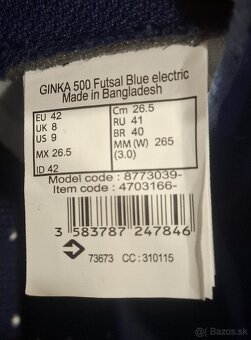 GINKA 500 Futsal Blue electric
Made in Bangladesh
EU 42
UK 8
US 9
MX 26.5
ID 42
Cm 26.5
RU 41
BR 40
MM (W) 265
(3.0)
Model code : 8773039-
Item code : 4703166-
3 583787 247846
73673 CC : 310115
Bazos.sk